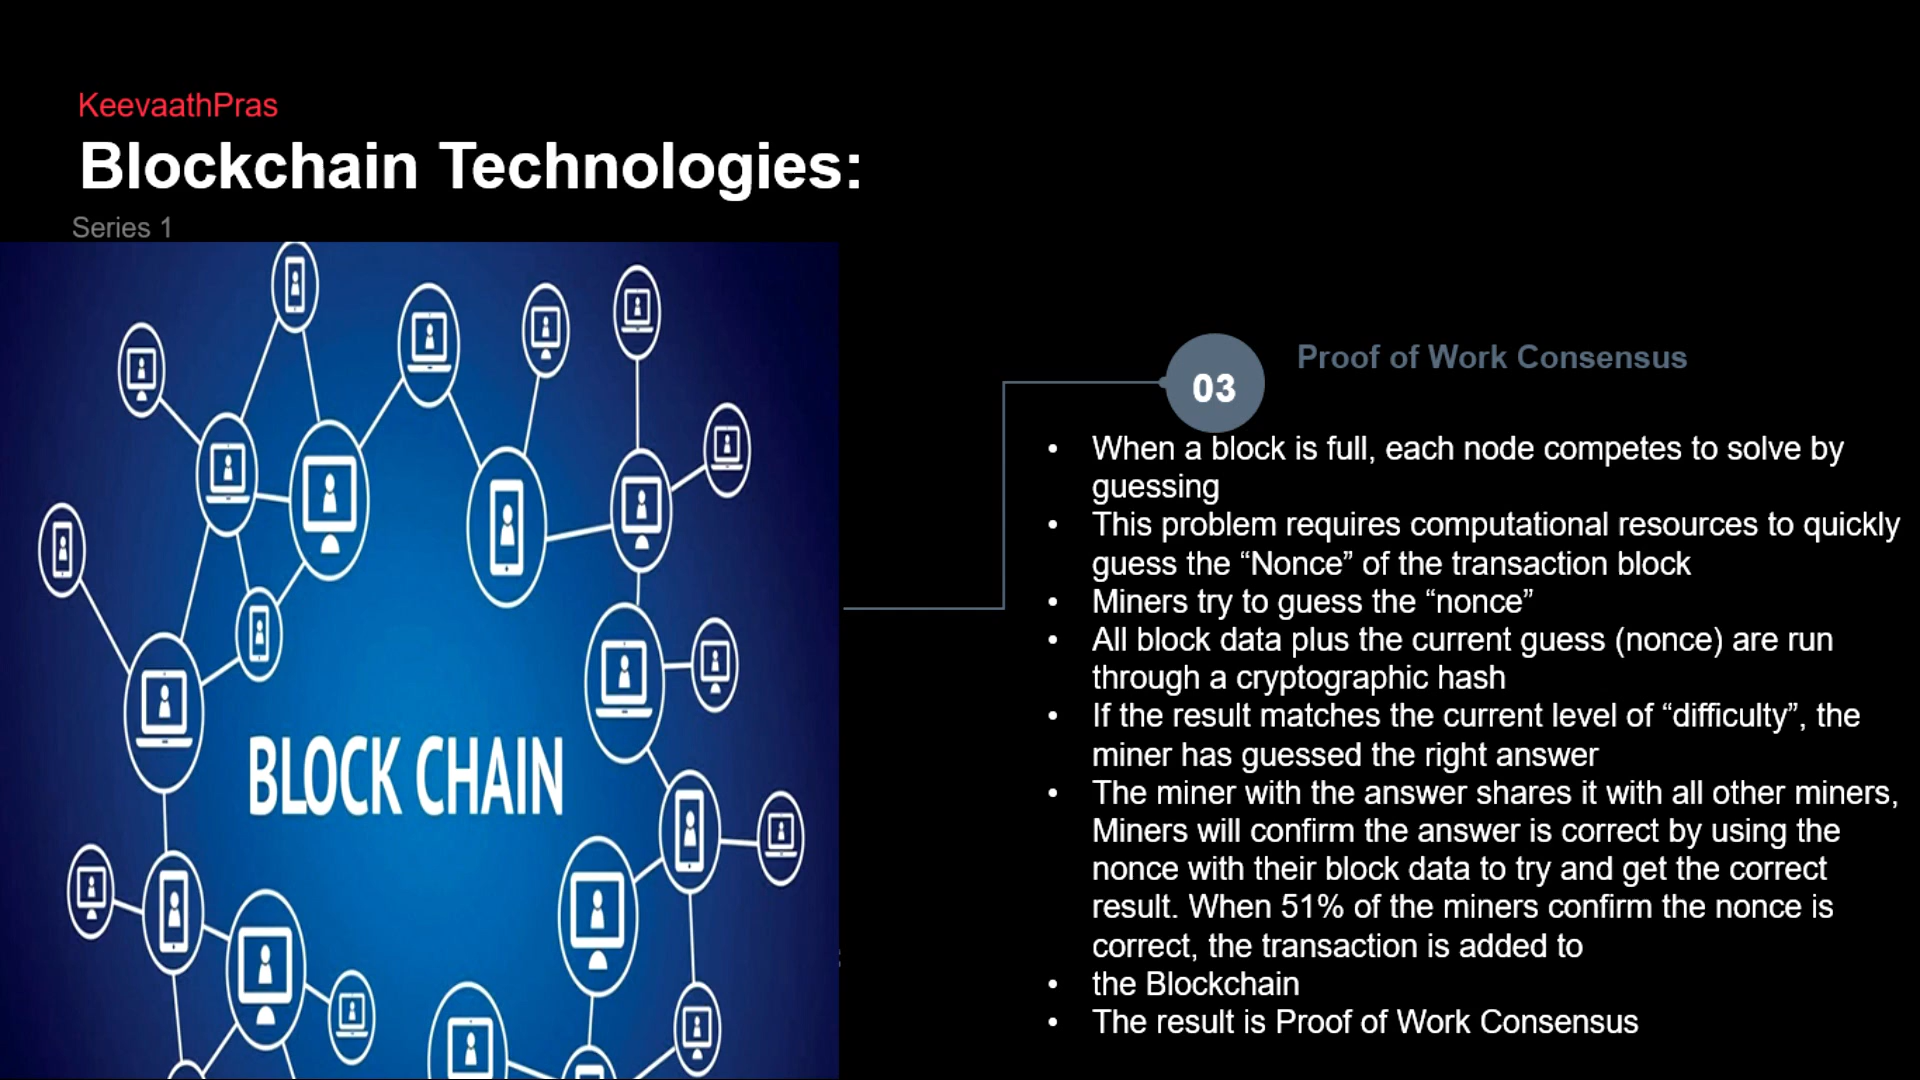 KeevaathPras
Blockchain Technologies:
Series 1
BLOCK CHAIN
03
Proof of Work Consensus
• When a block is full, each node competes to solve by
guessing
• This problem requires computational resources to quickly
guess the “Nonce” of the transaction block
• Miners try to guess the “nonce”
• All block data plus the current guess (nonce) are run
through a cryptographic hash
• If the result matches the current level of “difficulty”, the
miner has guessed the right answer
• The miner with the answer shares it with all other miners,
Miners will confirm the answer is correct by using the
nonce with their block data to try and get the correct
result. When 51% of the miners confirm the nonce is
correct, the transaction is added to
• the Blockchain
• The result is Proof of Work Consensus